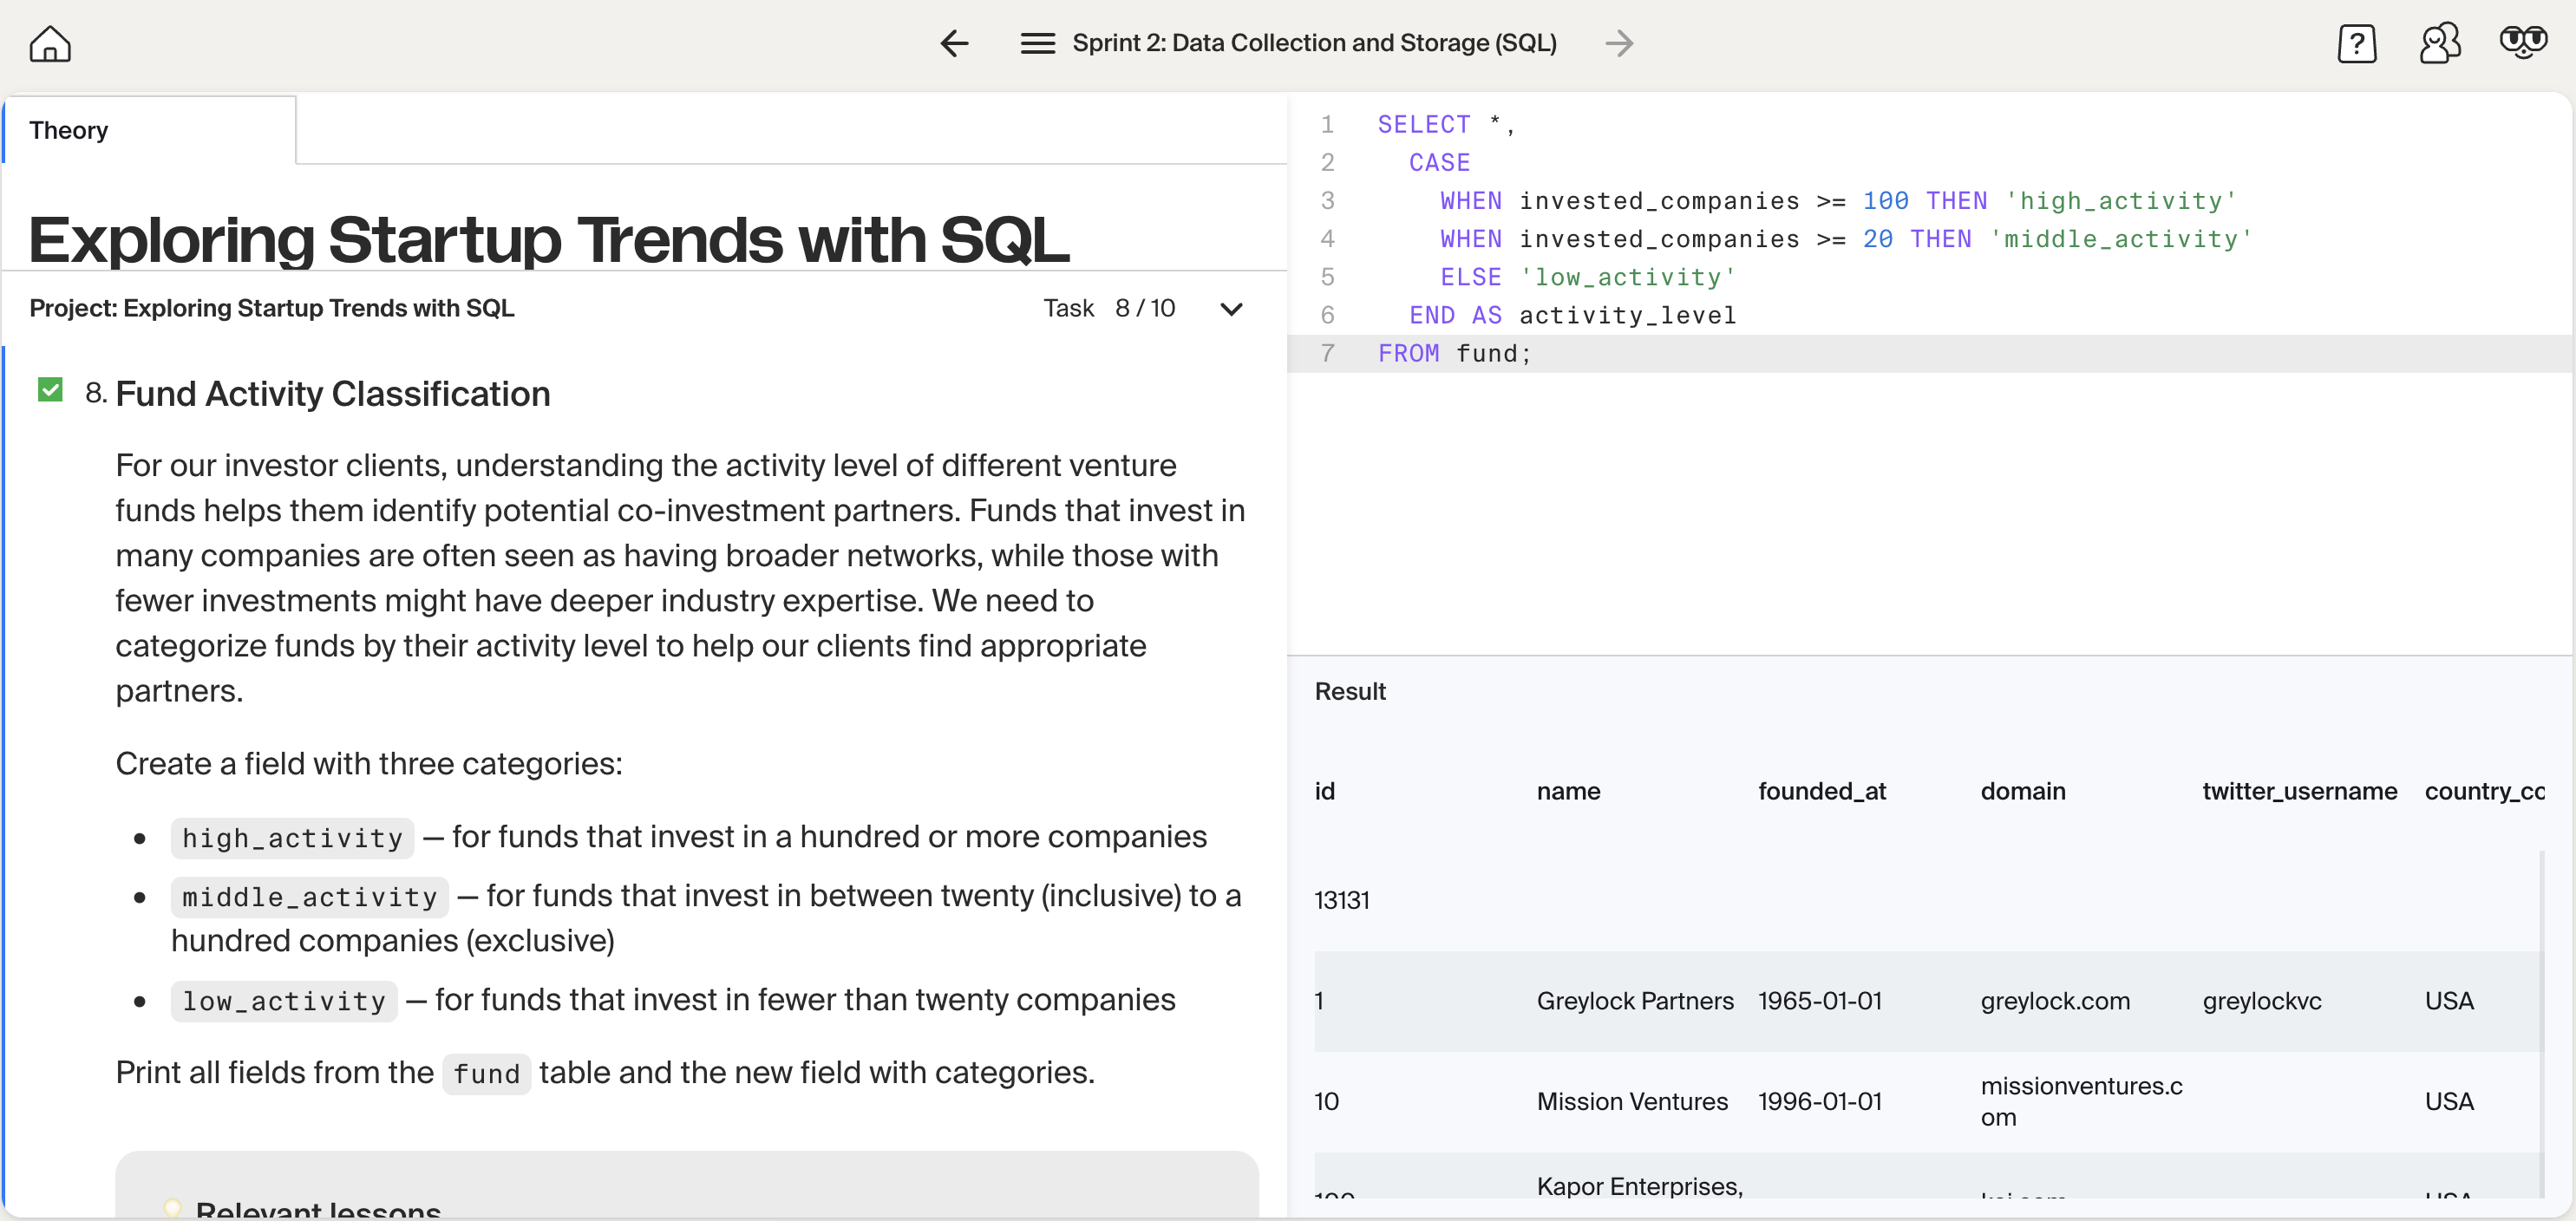 Sprint 2: Data Collection and Storage (SQL)
?
Theory
Exploring Startup Trends with SQL
Project: Exploring Startup Trends with SQL
Task 8 / 10
8. Fund Activity Classification
For our investor clients, understanding the activity level of different venture
funds helps them identify potential co-investment partners. Funds that invest in
many companies are often seen as having broader networks, while those with
fewer investments might have deeper industry expertise. We need to
categorize funds by their activity level to help our clients find appropriate
partners.
Create a field with three categories:
• high_activity — for funds that invest in a hundred or more companies
• middle_activity — for funds that invest in between twenty (inclusive) to a
hundred companies (exclusive)
• low_activity — for funds that invest in fewer than twenty companies
Print all fields from the fund table and the new field with categories.
Relevant lessons
1 SELECT *,
2 CASE
3 WHEN invested_companies >= 100 THEN 'high_activity'
4 WHEN invested_companies >= 20 THEN 'middle_activity'
5 ELSE 'low_activity'
6 END AS activity_level
7 FROM fund;
Result
id name founded_at domain twitter_username country_co
13131
1 Greylock Partners 1965-01-01 greylock.com greylockvc USA
10 Mission Ventures 1996-01-01 missionventures.c
om USA
Kapor Enterprises,